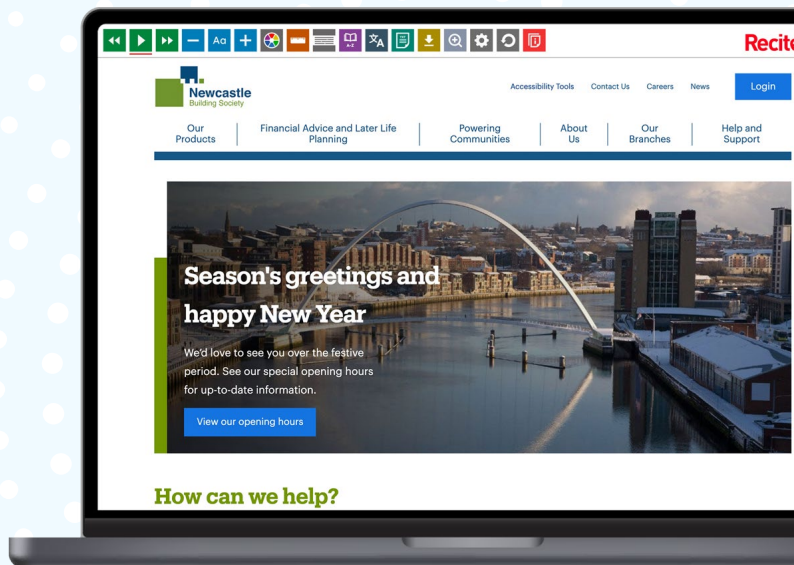 Aa
A-Z
Recite
Newcastle
Building Society
Accessibility Tools
Contact Us
Careers
News
Login
Our Products
Financial Advice and Later Life Planning
Powering Communities
About Us
Our Branches
Help and Support
Season's greetings and
happy New Year
We'd love to see you over the festive
period. See our special opening hours
for up-to-date information.
View our opening hours
How can we help?